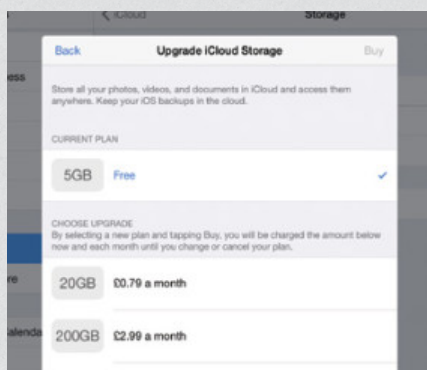 iCloud Storage
Back Upgrade iCloud Storage Buy
ess
Store all your photos, videos, and documents in iCloud and access them
anywhere. Keep your iOS backups in the cloud.
CURRENT PLAN
5GB Free
CHOOSE UPGRADE
By selecting a new plan and tapping Buy, you will be charged the amount below
now and each month until you change or cancel your plan.
re 20GB £0.79 a month
Calenda 200GB £2.99 a month